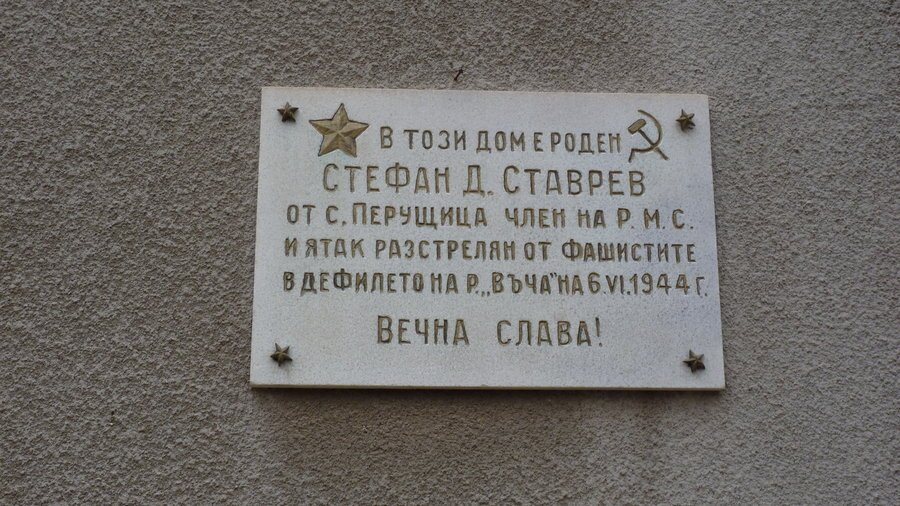 В ТОЗИ ДОМ Е РОДЕН
СТЕФАН Д. СТАВРЕВ
ОТ С. ПЕРУЩИЦА ЧЛЕН НА Р. М. С.
И ЯТАК РАЗСТРЕЛЯН ОТ ФАШИСТИТЕ
В ДЕФИЛЕТО НА Р. „ВЪЧА" НА 6.VI.1944 Г.
ВЕЧНА СЛАВА!